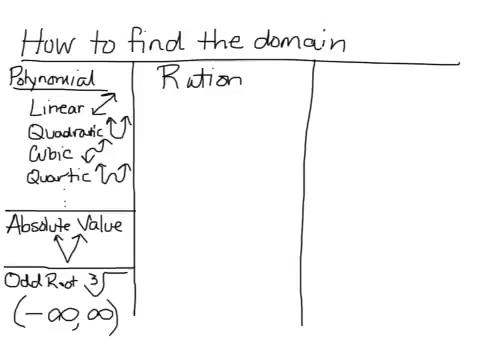 How to find the domain
Polynomial
Linear
Quadratic
Cubic
Quartic
Absolute Value
Odd Root ∛
(-∞, ∞)
Ration